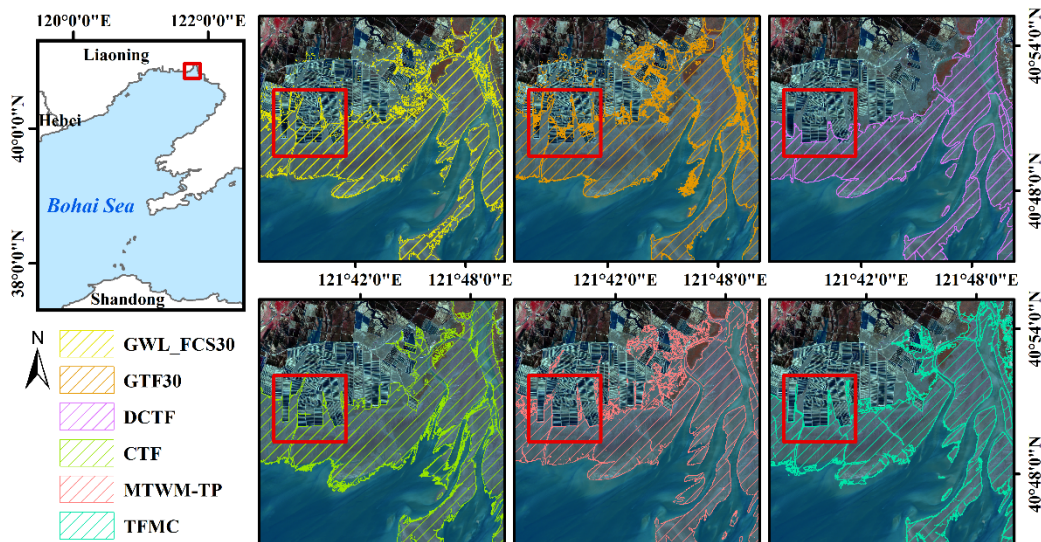 120°0'0"E
122°0'0"E
Liaoning
Hebei
40°0'0"N
Bohai Sea
38°0'0"N
Shandong
40°54'0"N
40°48'0"N
121°42'0"E
121°48'0"E
121°42'0"E
121°48'0"E
121°42'0"E
121°48'0"E
40°54'0"N
40°48'0"N
N
GWL_FCS30
GTF30
DCTF
CTF
MTWM-TP
TFMC